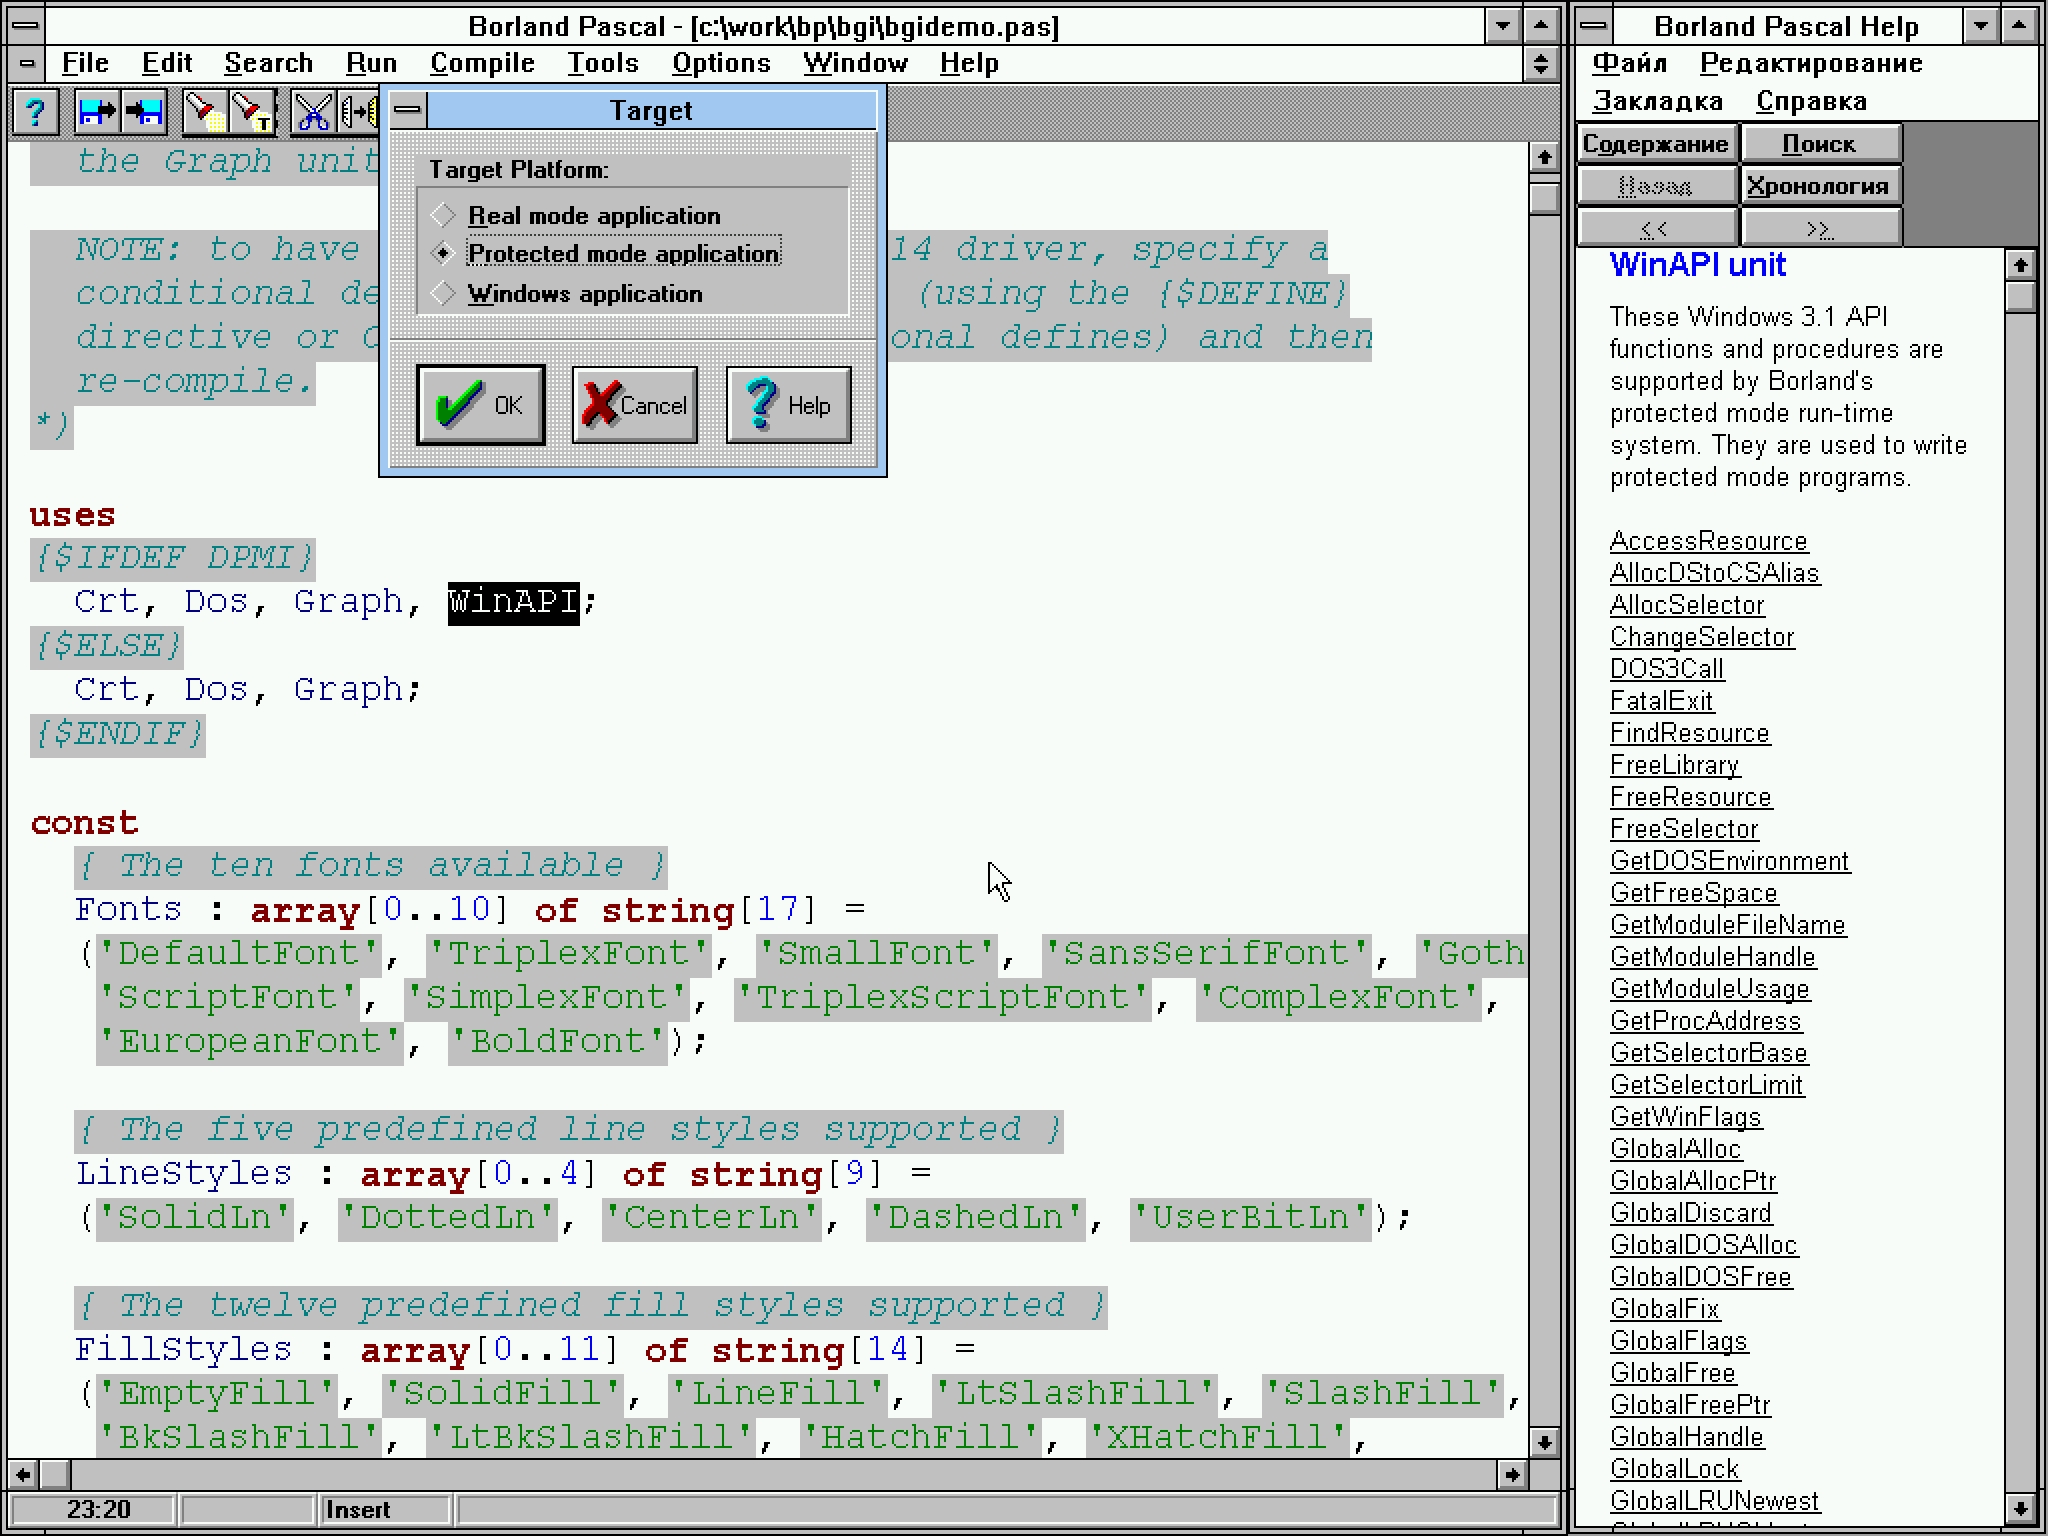 Borland Pascal - [c:\work\bp\bgi\bgidemo.pas]
File Edit Search Run Compile Tools Options Window Help
Target
Target Platform:
Real mode application
Protected mode application
Windows application
OK Cancel Help
the Graph unit
NOTE: to have 14 driver, specify a
conditional de (using the {$DEFINE}
directive or onal defines) and then
re-compile.
*)
uses
{$IFDEF DPMI}
Crt, Dos, Graph, WinAPI;
{$ELSE}
Crt, Dos, Graph;
{$ENDIF}
const
{ The ten fonts available }
Fonts : array[0..10] of string[17] =
('DefaultFont', 'TriplexFont', 'SmallFont', 'SansSerifFont', 'Goth
'ScriptFont', 'SimplexFont', 'TriplexScriptFont', 'ComplexFont',
'EuropeanFont', 'BoldFont');
{ The five predefined line styles supported }
LineStyles : array[0..4] of string[9] =
('SolidLn', 'DottedLn', 'CenterLn', 'DashedLn', 'UserBitLn');
{ The twelve predefined fill styles supported }
FillStyles : array[0..11] of string[14] =
('EmptyFill', 'SolidFill', 'LineFill', 'LtSlashFill', 'SlashFill',
'BkSlashFill', 'LtBkSlashFill', 'HatchFill', 'XHatchFill',
23:20 Insert
Borland Pascal Help
Файл Редактирование
Закладка Справка
Содержание Поиск
Назад Хронология
<< >>
WinAPI unit
These Windows 3.1 API
functions and procedures are
supported by Borland's
protected mode run-time
system. They are used to write
protected mode programs.
AccessResource
AllocDStoCSAlias
AllocSelector
ChangeSelector
DOS3Call
FatalExit
FindResource
FreeLibrary
FreeResource
FreeSelector
GetDOSEnvironment
GetFreeSpace
GetModuleFileName
GetModuleHandle
GetModuleUsage
GetProcAddress
GetSelectorBase
GetSelectorLimit
GetWinFlags
GlobalAlloc
GlobalAllocPtr
GlobalDiscard
GlobalDOSAlloc
GlobalDOSFree
GlobalFix
GlobalFlags
GlobalFree
GlobalFreePtr
GlobalHandle
GlobalLock
GlobalLRUNewest